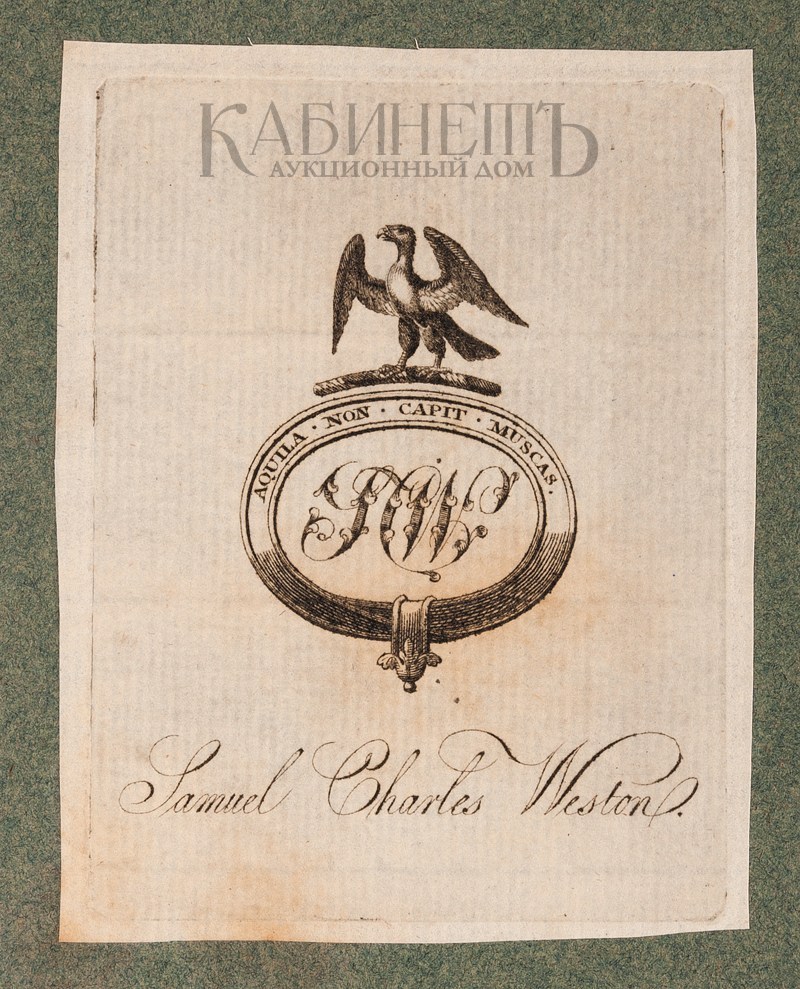 КАБИНЕТЪ
АУКЦИОННЫЙ ДОМ
AQUILA · NON · CAPIT · MUSCAS.
Samuel Charles Weston.